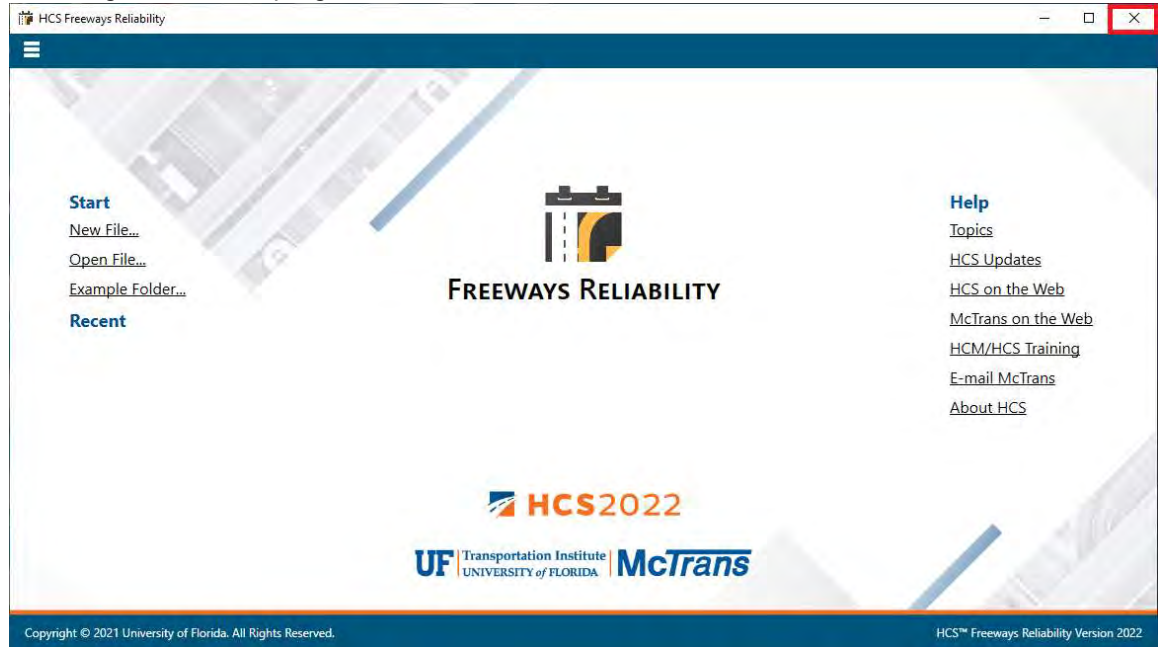 HCS Freeways Reliability
Start
New File...
Open File...
Example Folder...
Recent
FREEWAYS RELIABILITY
Help
Topics
HCS Updates
HCS on the Web
McTrans on the Web
HCM/HCS Training
E-mail McTrans
About HCS
HCS2022
UF Transportation Institute UNIVERSITY of FLORIDA McTrans
Copyright © 2021 University of Florida. All Rights Reserved.
HCS™ Freeways Reliability Version 2022